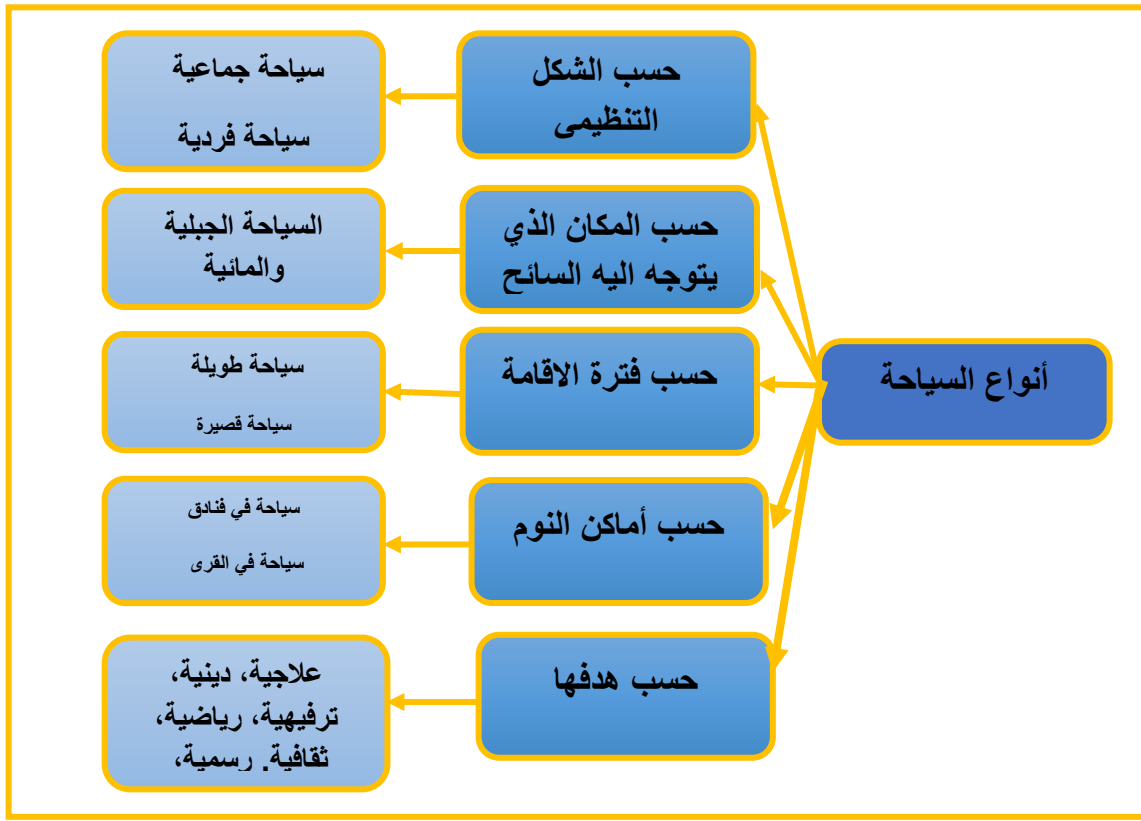 أنواع السياحة
حسب الشكل
التنظيمى
سياحة جماعية
سياحة فردية
حسب المكان الذي
يتوجه اليه السائح
السياحة الجبلية
والمائية
حسب فترة الاقامة
سياحة طويلة
سياحة قصيرة
حسب أماكن النوم
سياحة في فنادق
سياحة في القرى
حسب هدفها
علاجية، دينية،
ترفيهية، رياضية،
ثقافية. رسمية،